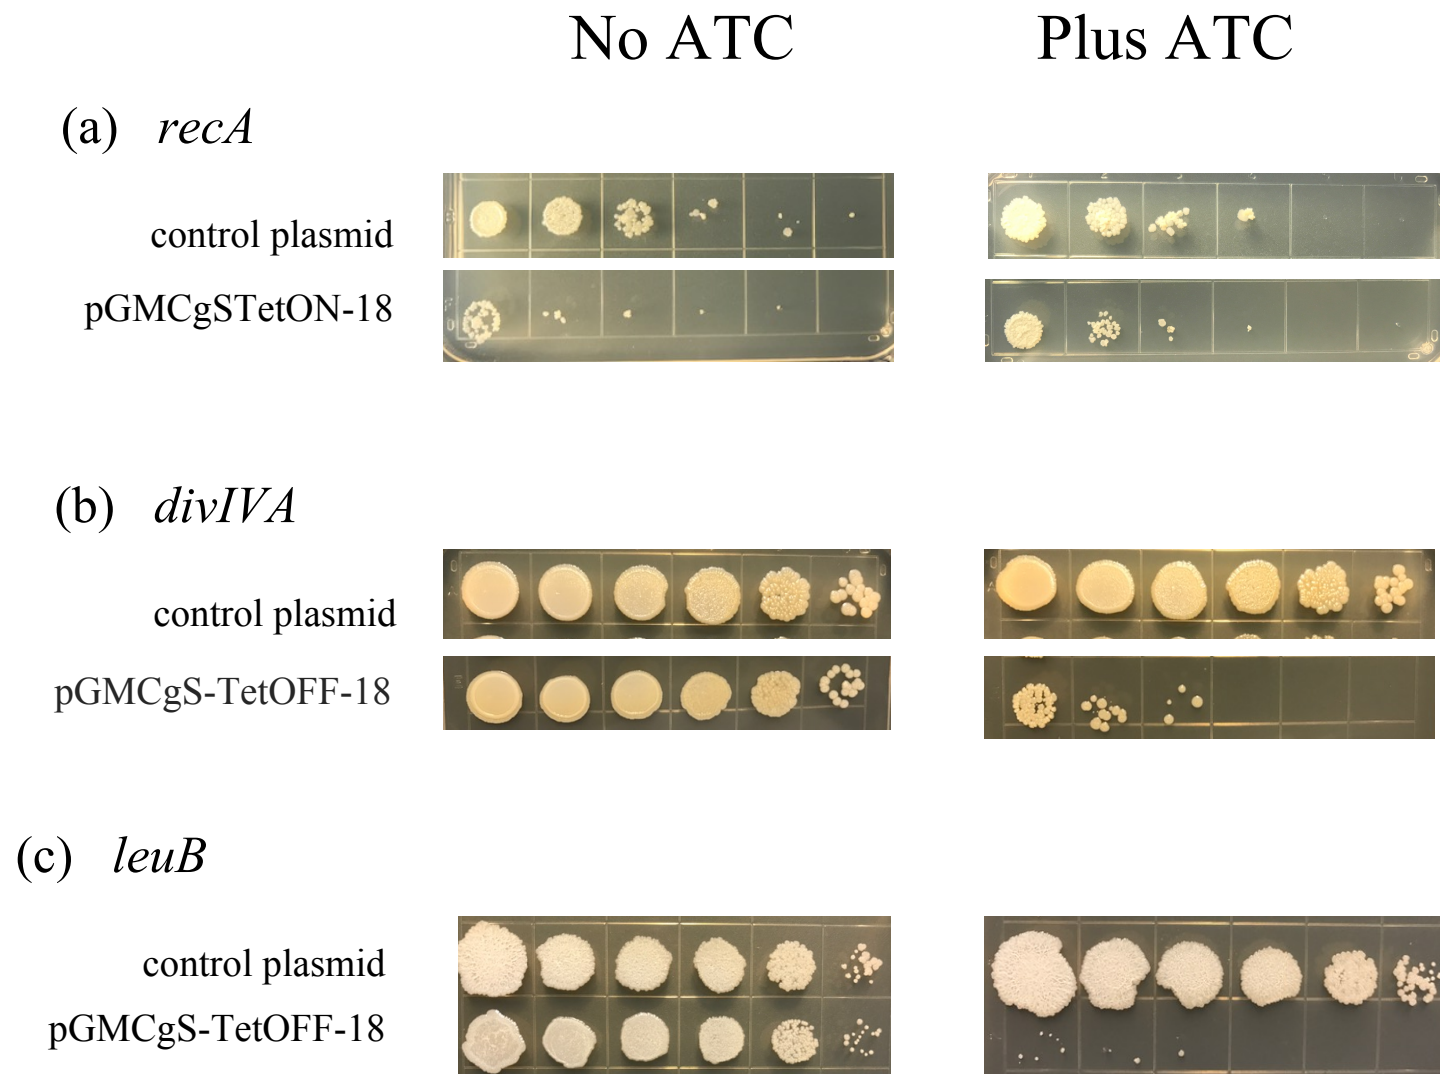 No ATC Plus ATC
(a) recA
control plasmid
pGMCgSTetON-18
(b) divIVA
control plasmid
pGMCgS-TetOFF-18
(c) leuB
control plasmid
pGMCgS-TetOFF-18